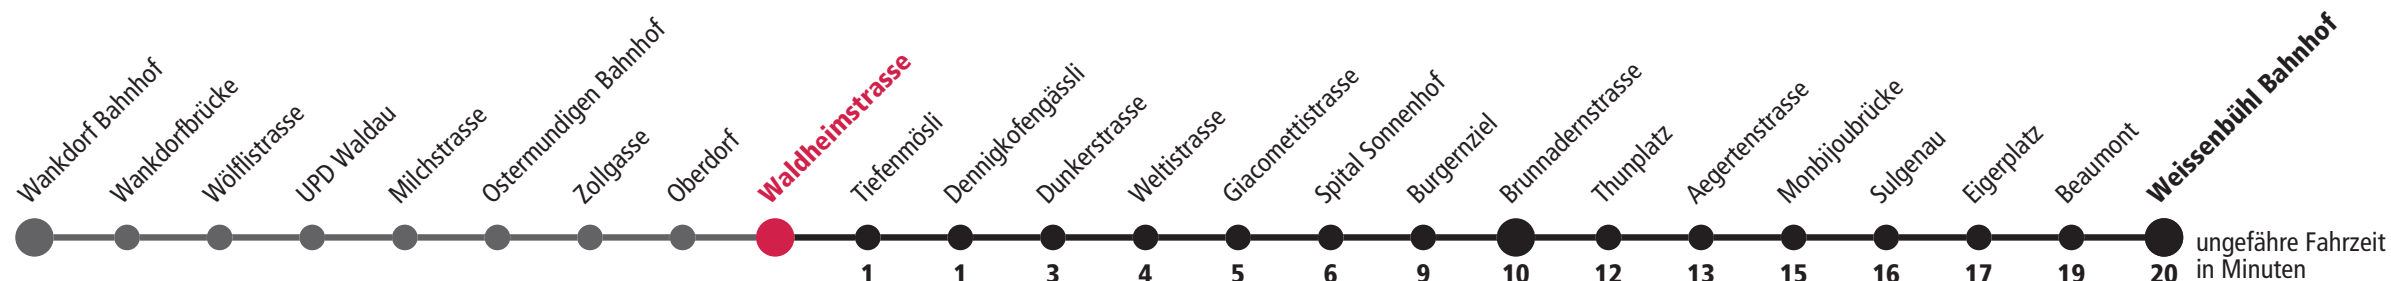 Wankdorf Bahnhof
Wankdorfbrücke
Wölflistrasse
UPD Waldau
Milchstrasse
Ostermundigen Bahnhof
Zollgasse
Oberdorf
Waldheimstrasse
Tiefenmösli
Dennigkofengässli
Dunkerstrasse
Weltistrasse
Giacomettistrasse
Spital Sonnenhof
Burgernziel
Brunnadernstrasse
Thunplatz
Aegertenstrasse
Monbijoubrücke
Sulgenau
Eigerplatz
Beaumont
Weissenbühl Bahnhof
1 1 3 4 5 6 9 10 12 13 15 16 17 19 20
ungefähre Fahrzeit
in Minuten